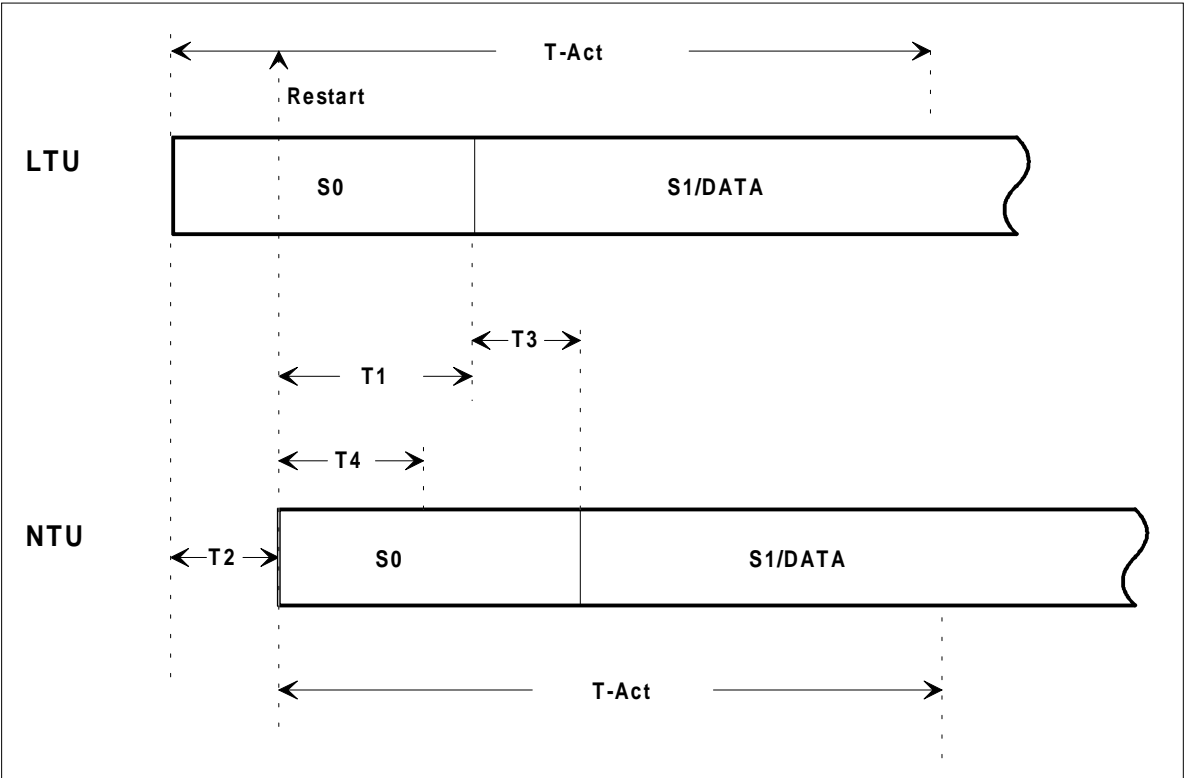 T-Act
Restart
LTU
S0
S1/DATA
T3
T1
T4
NTU
T2
S0
S1/DATA
T-Act